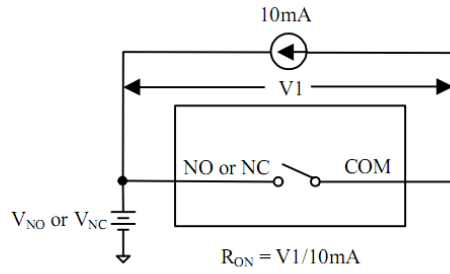 10mA
V1
NO or NC COM
VNO or VNC
RON = V1/10mA